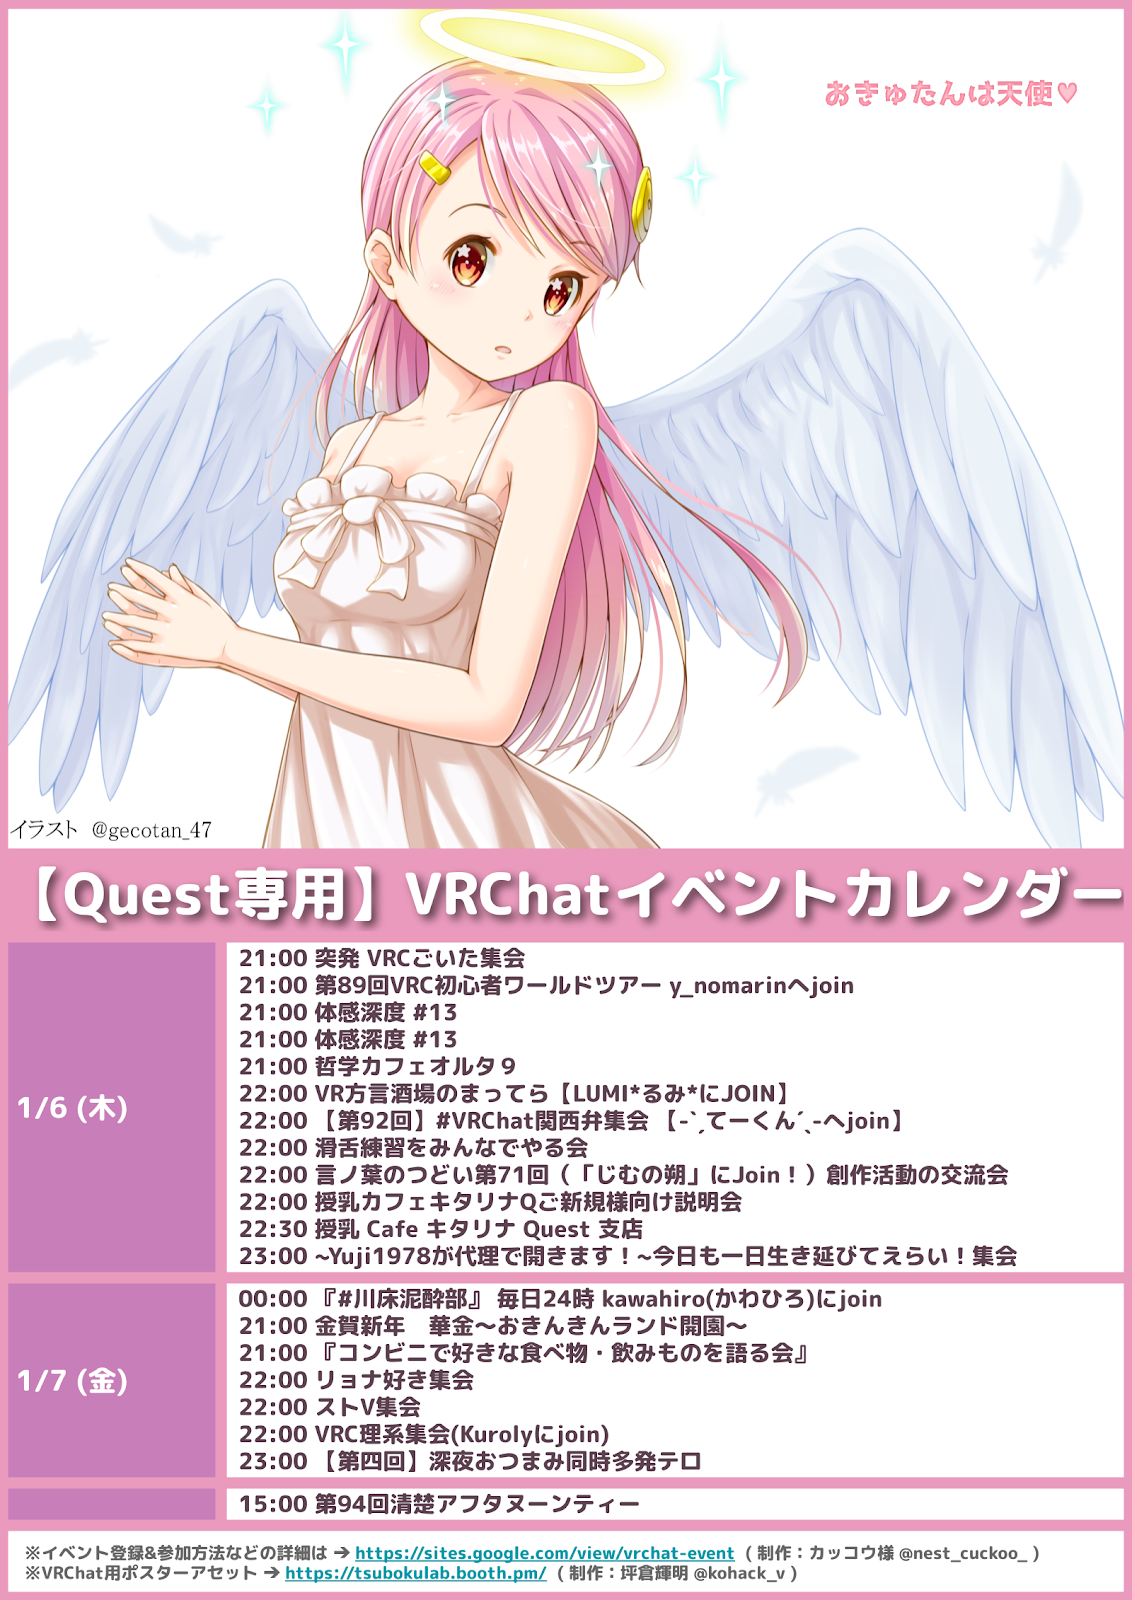 おきゅたんは天使♥
イラスト @gecotan_47
【Quest専用】VRChatイベントカレンダー
1/6 (木)
21:00 突発 VRCごいた集会
21:00 第89回VRC初心者ワールドツアー y_nomarinへjoin
21:00 体感深度 #13
21:00 体感深度 #13
21:00 哲学カフェオルタ９
22:00 VR方言酒場のまってら【LUMI*るみ*にJOIN】
22:00 【第92回】#VRChat関西弁集会 【-`ˏてーくん´ˎ-へjoin】
22:00 滑舌練習をみんなでやる会
22:00 言ノ葉のつどい第71回（「じむの朔」にJoin！）創作活動の交流会
22:00 授乳カフェキタリナQご新規様向け説明会
22:30 授乳 Cafe キタリナ Quest 支店
23:00 ~Yuji1978が代理で開きます！~今日も一日生き延びてえらい！集会
1/7 (金)
00:00 『#川床泥酔部』 毎日24時 kawahiro(かわひろ)にjoin
21:00 金賀新年　華金〜おきんきんランド開園〜
21:00 『コンビニで好きな食べ物・飲みものを語る会』
22:00 リョナ好き集会
22:00 ストV集会
22:00 VRC理系集会(Kurolyにjoin)
23:00 【第四回】深夜おつまみ同時多発テロ
15:00 第94回清楚アフタヌーンティー
※イベント登録&参加方法などの詳細は → https://sites.google.com/view/vrchat-event ( 制作：カッコウ様 @nest_cuckoo_ )
※VRChat用ポスターアセット → https://tsubokulab.booth.pm/ ( 制作：坪倉輝明 @kohack_v )